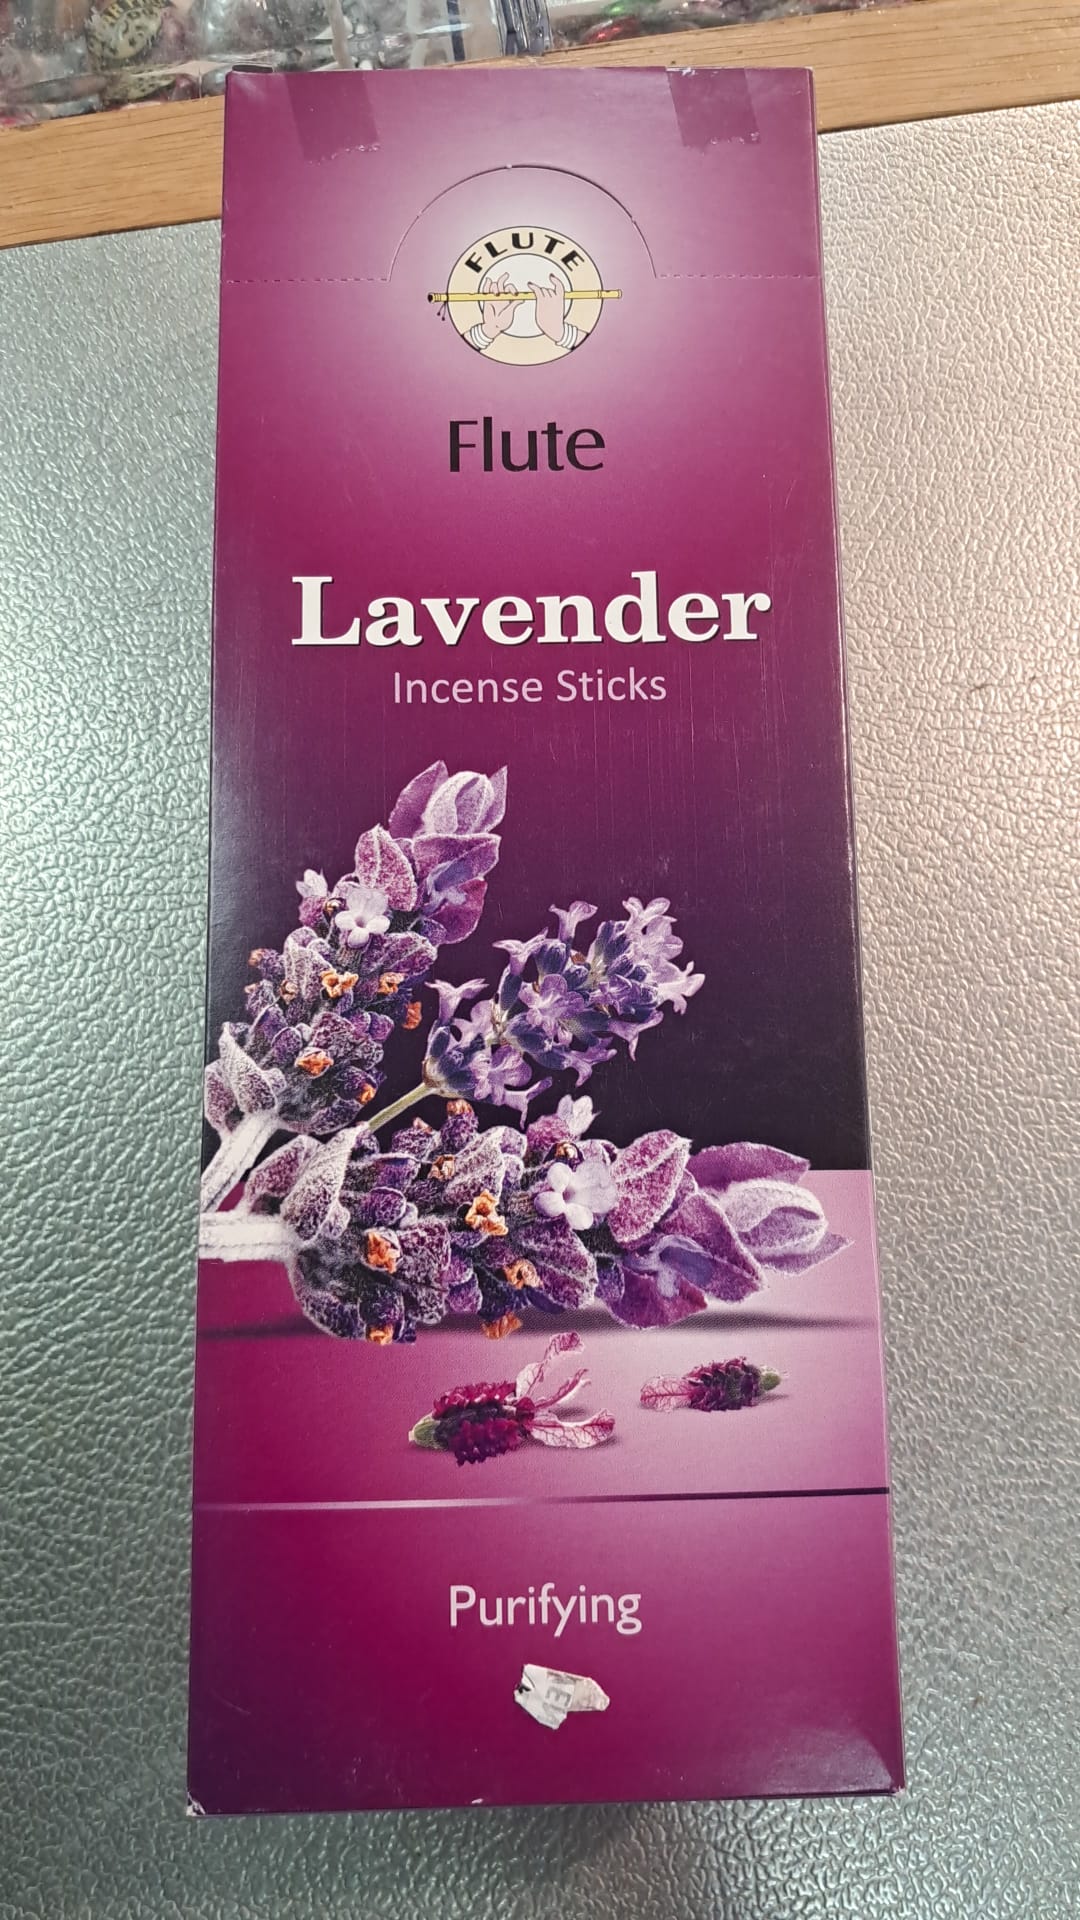 FLUTE
Flute
Lavender
Incense Sticks
Purifying